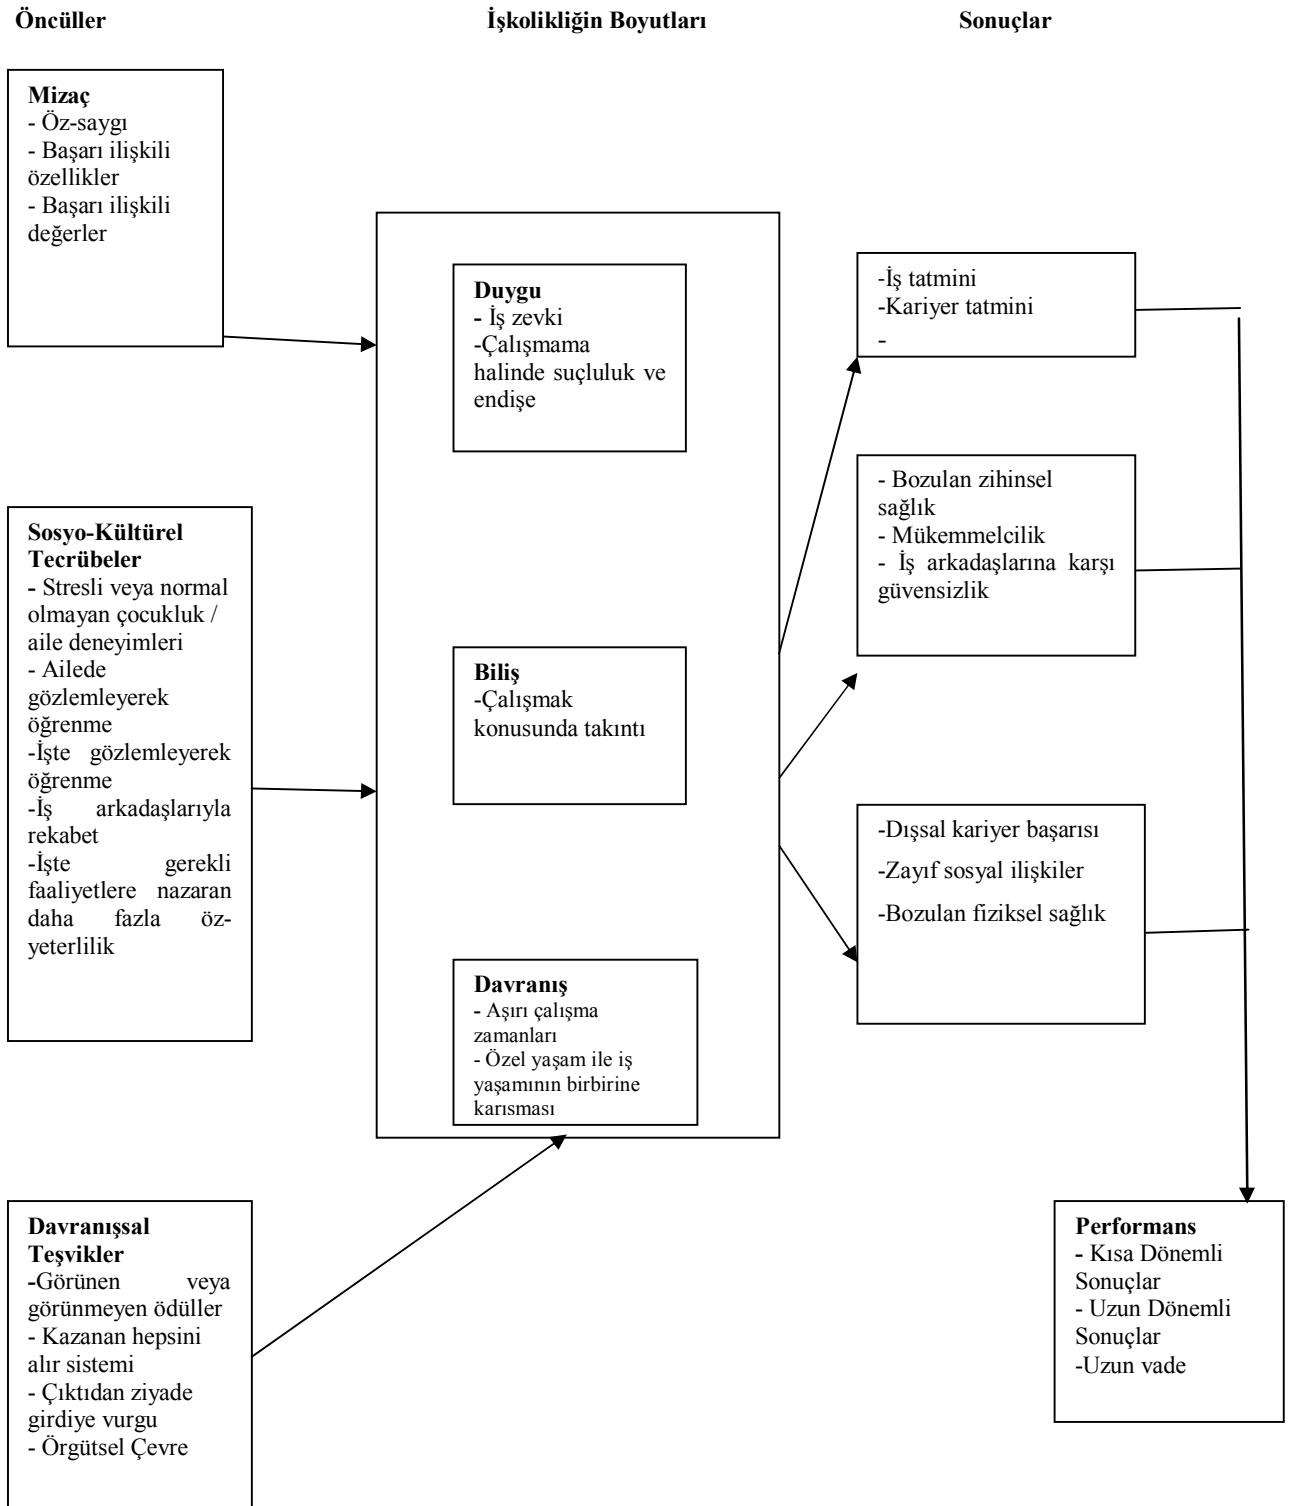 Öncüller
İşkolikliğin Boyutları
Sonuçlar
Mizaç
- Öz-saygı
- Başarı ilişkili
özellikler
- Başarı ilişkili
değerler
Sosyo-Kültürel
Tecrübeler
- Stresli veya normal
olmayan çocukluk /
aile deneyimleri
- Ailede
gözlemleyerek
öğrenme
-İşte gözlemleyerek
öğrenme
-İş arkadaşlarıyla
rekabet
-İşte gerekli
faaliyetlere nazaran
daha fazla öz-
yeterlilik
Davranışsal
Teşvikler
-Görünen veya
görünmeyen ödüller
- Kazanan hepsini
alır sistemi
- Çıktıdan ziyade
girdiye vurgu
- Örgütsel Çevre
Duygu
- İş zevki
-Çalışmama
halinde suçluluk ve
endişe
Biliş
-Çalışmak
konusunda takıntı
Davranış
- Aşırı çalışma
zamanları
- Özel yaşam ile iş
yaşamının birbirine
karısması
-İş tatmini
-Kariyer tatmini
-
- Bozulan zihinsel
sağlık
- Mükemmelcilik
- İş arkadaşlarına karşı
güvensizlik
-Dışsal kariyer başarısı
-Zayıf sosyal ilişkiler
-Bozulan fiziksel sağlık
Performans
- Kısa Dönemli
Sonuçlar
- Uzun Dönemli
Sonuçlar
-Uzun vade